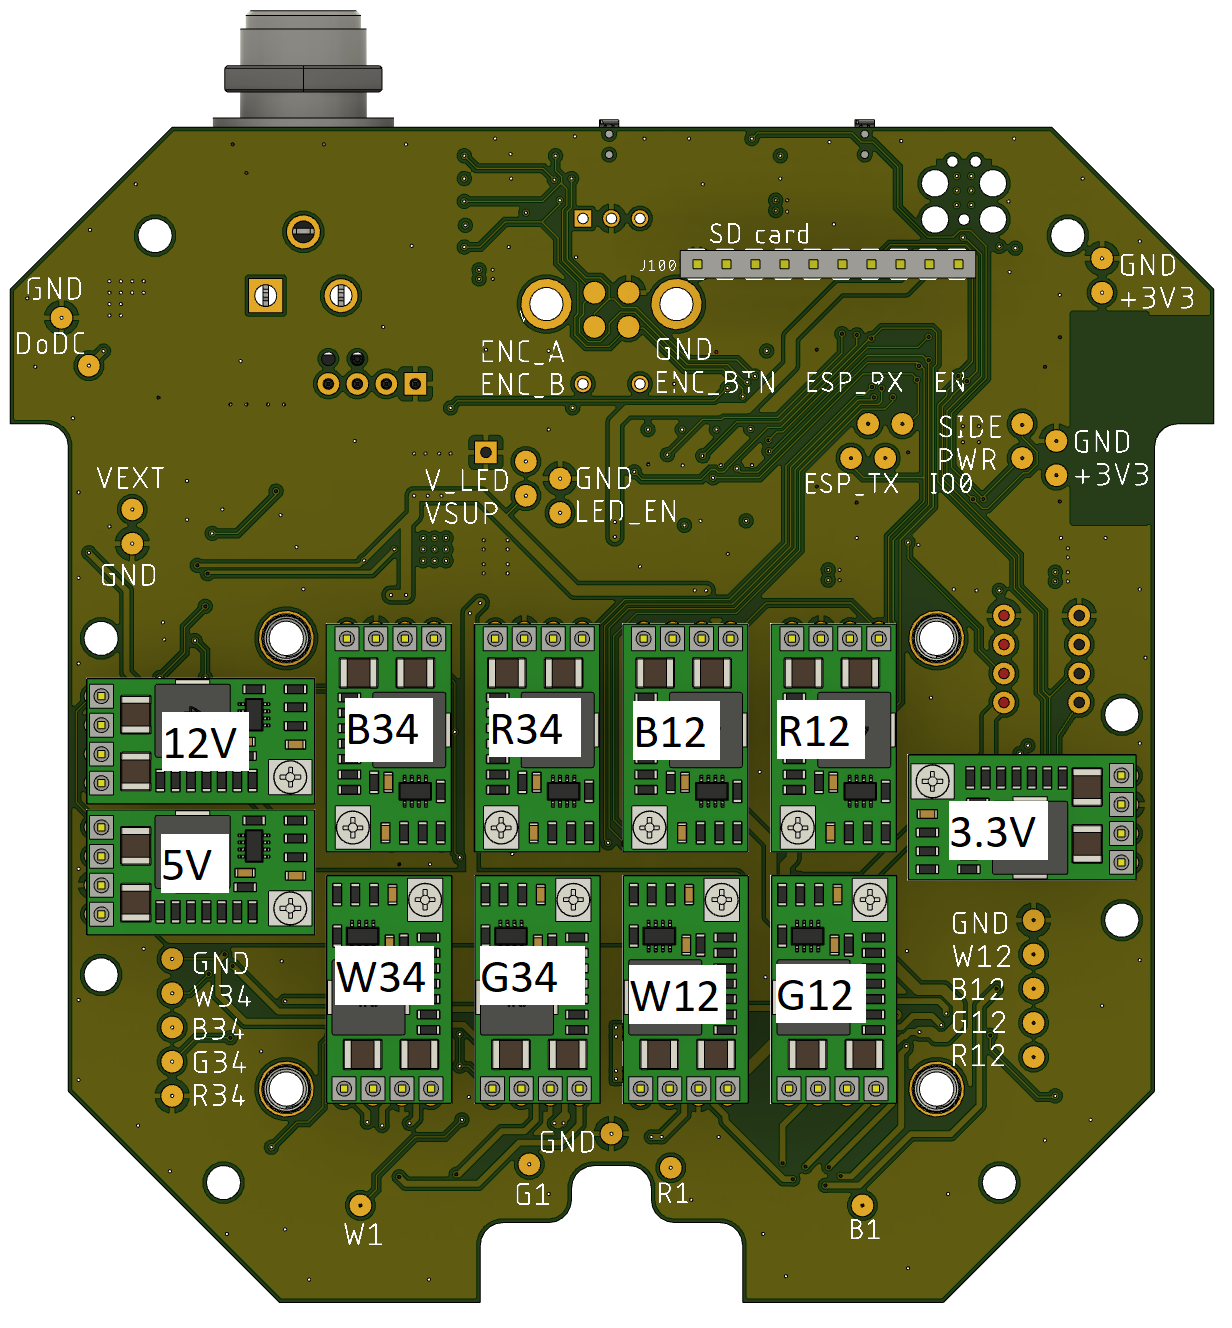 SD card
J100
GND
+3V3
GND
DoDC
ENC_A
GND
ENC_B
ENC_BTN
ESP_RX
EN
SIDE
GND
PWR
+3V3
VEXT
V_LED
GND
ESP_TX
IO0
VSUP
LED_EN
GND
12V
B34
R34
B12
R12
3.3V
5V
W34
G34
W12
G12
GND
W34
B34
G34
R34
GND
W12
B12
G12
R12
GND
G1
R1
W1
B1